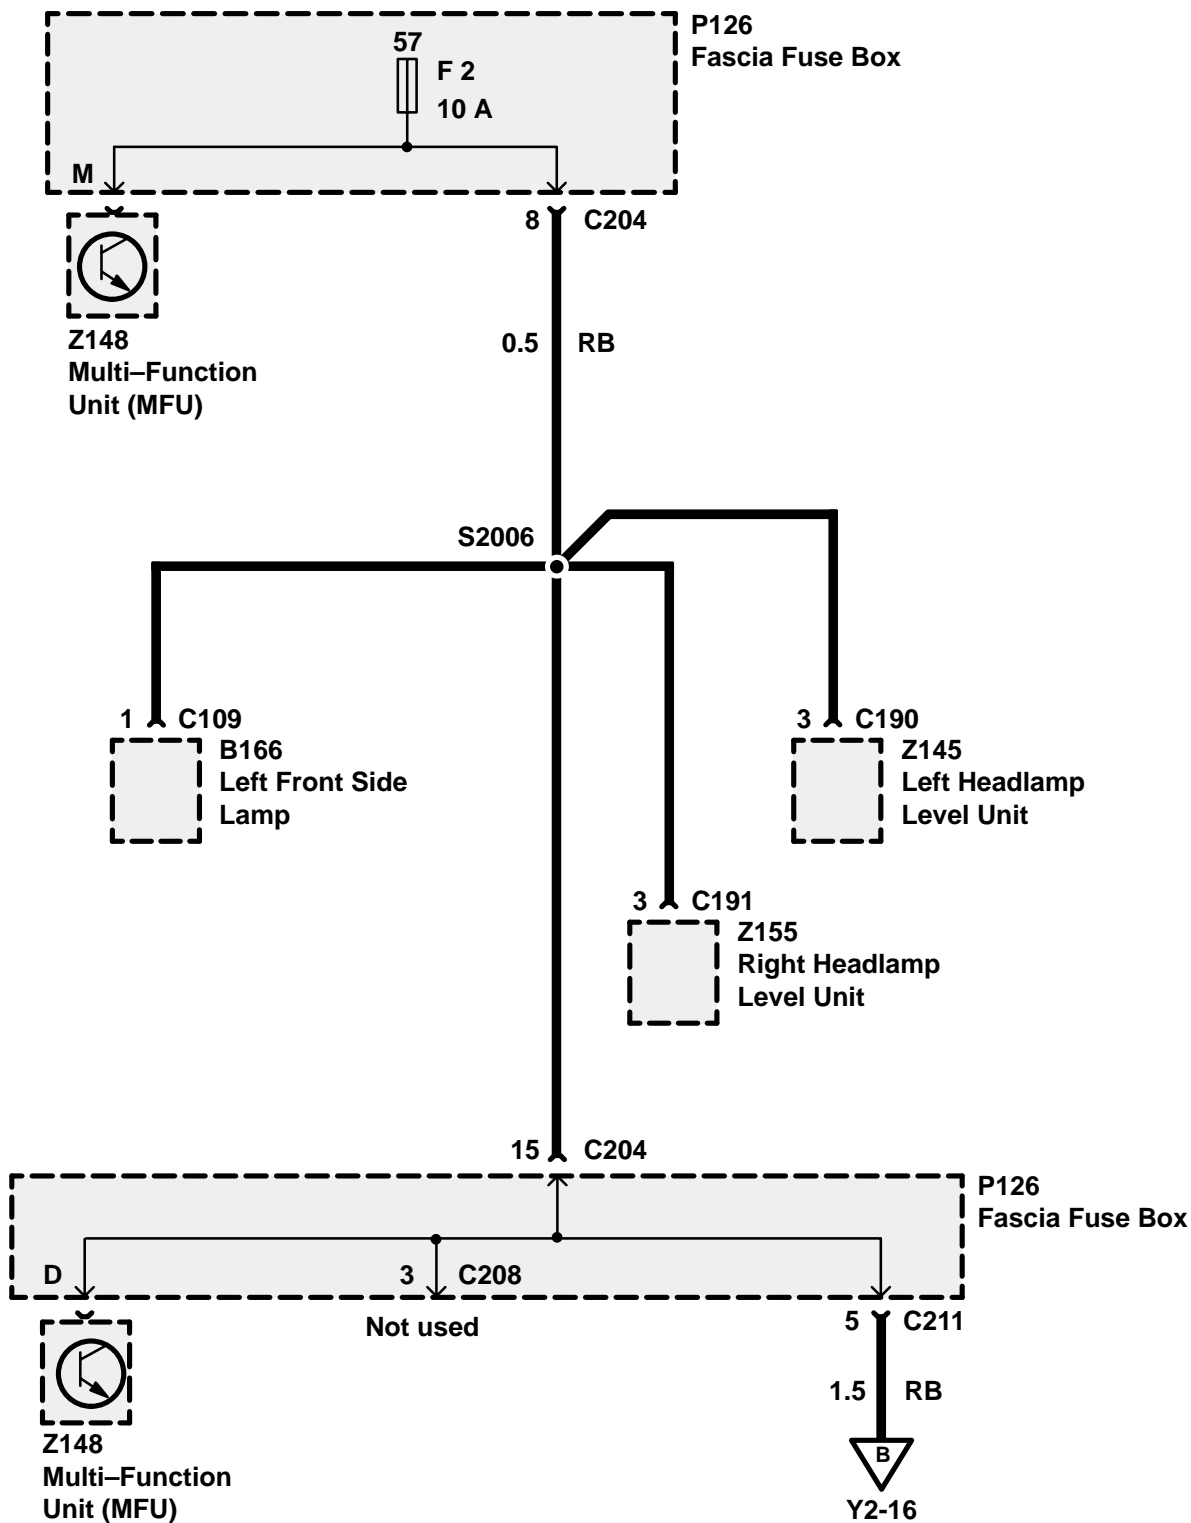 P126
Fascia Fuse Box
57
F 2
10 A
M
8 C204
Z148
Multi–Function
Unit (MFU)
0.5 RB
S2006
1 C109
B166
Left Front Side
Lamp
3 C190
Z145
Left Headlamp
Level Unit
3 C191
Z155
Right Headlamp
Level Unit
15 C204
P126
Fascia Fuse Box
D
3 C208
Not used
5 C211
1.5 RB
B
Y2-16
Z148
Multi–Function
Unit (MFU)